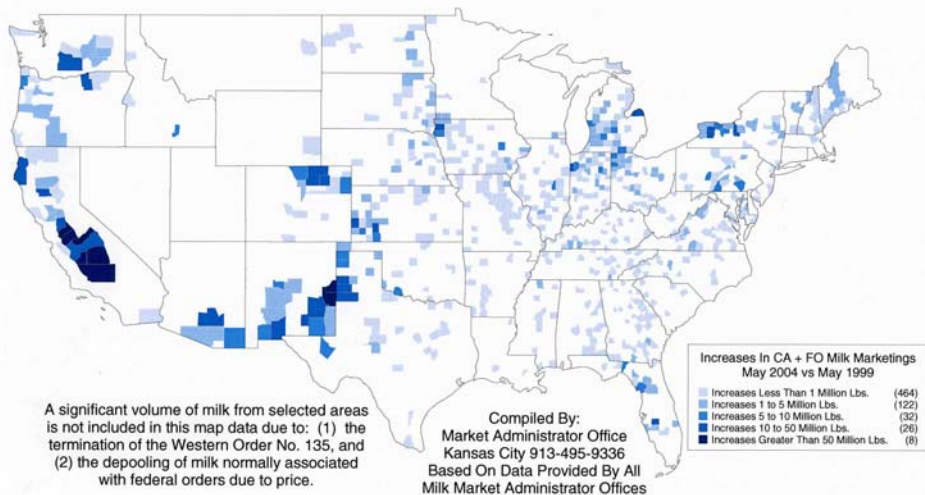 A significant volume of milk from selected areas
is not included in this map data due to: (1) the
termination of the Western Order No. 135, and
(2) the depooling of milk normally associated
with federal orders due to price.
Compiled By:
Market Administrator Office
Kansas City 913-495-9336
Based On Data Provided By All
Milk Market Administrator Offices
Increases In CA + FO Milk Marketings
May 2004 vs May 1999
Increases Less Than 1 Million Lbs. (464)
Increases 1 to 5 Million Lbs. (122)
Increases 5 to 10 Million Lbs. (32)
Increases 10 to 50 Million Lbs. (26)
Increases Greater Than 50 Million Lbs. (8)